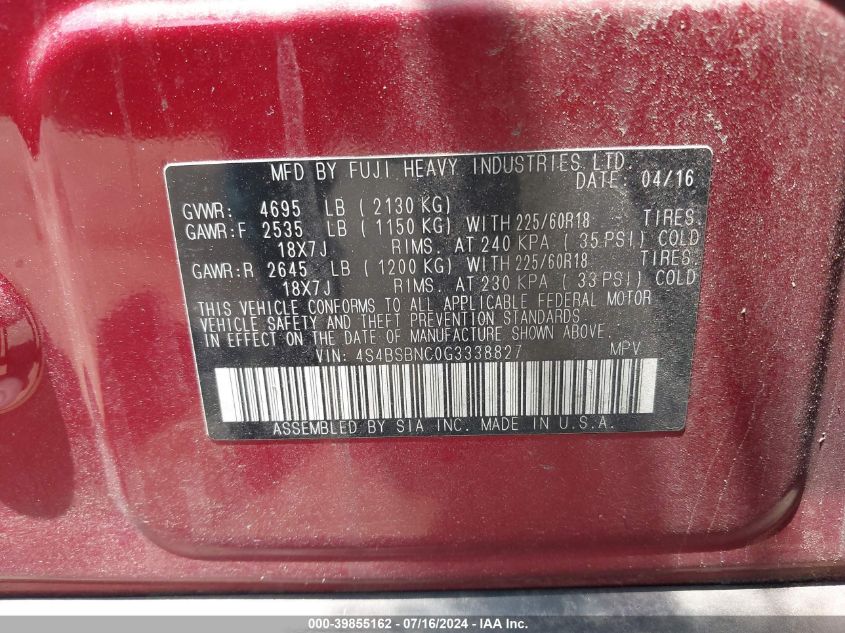 MFD BY FUJI HEAVY INDUSTRIES LTD.
DATE: 04/16
GVWR: 4695 LB ( 2130 KG)
GAWR:F 2535 LB ( 1150 KG) WITH 225/60R18 TIRES
18X7J RIMS. AT 240 KPA ( 35 PSI) COLD
GAWR:R 2645 LB ( 1200 KG) WITH 225/60R18 TIRES.
18X7J RIMS. AT 230 KPA ( 33 PSI) COLD
THIS VEHICLE CONFORMS TO ALL APPLICABLE FEDERAL MOTOR
VEHICLE SAFETY AND THEFT PREVENTION STANDARDS
IN EFFECT ON THE DATE OF MANUFACTURE SHOWN ABOVE.
VIN: 4S4BSBNC0G3338827 MPV
ASSEMBLED BY SIA INC. MADE IN U.S.A.
000-39855162 - 07/16/2024 - IAA Inc.